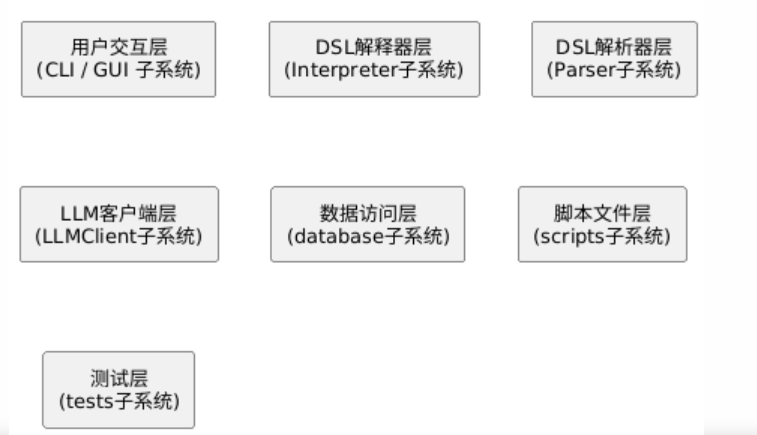 用户交互层
(CLI / GUI 子系统)
DSL解释器层
(Interpreter子系统)
DSL解析器层
(Parser子系统)
LLM客户端层
(LLMClient子系统)
数据访问层
(database子系统)
脚本文件层
(scripts子系统)
测试层
(tests子系统)